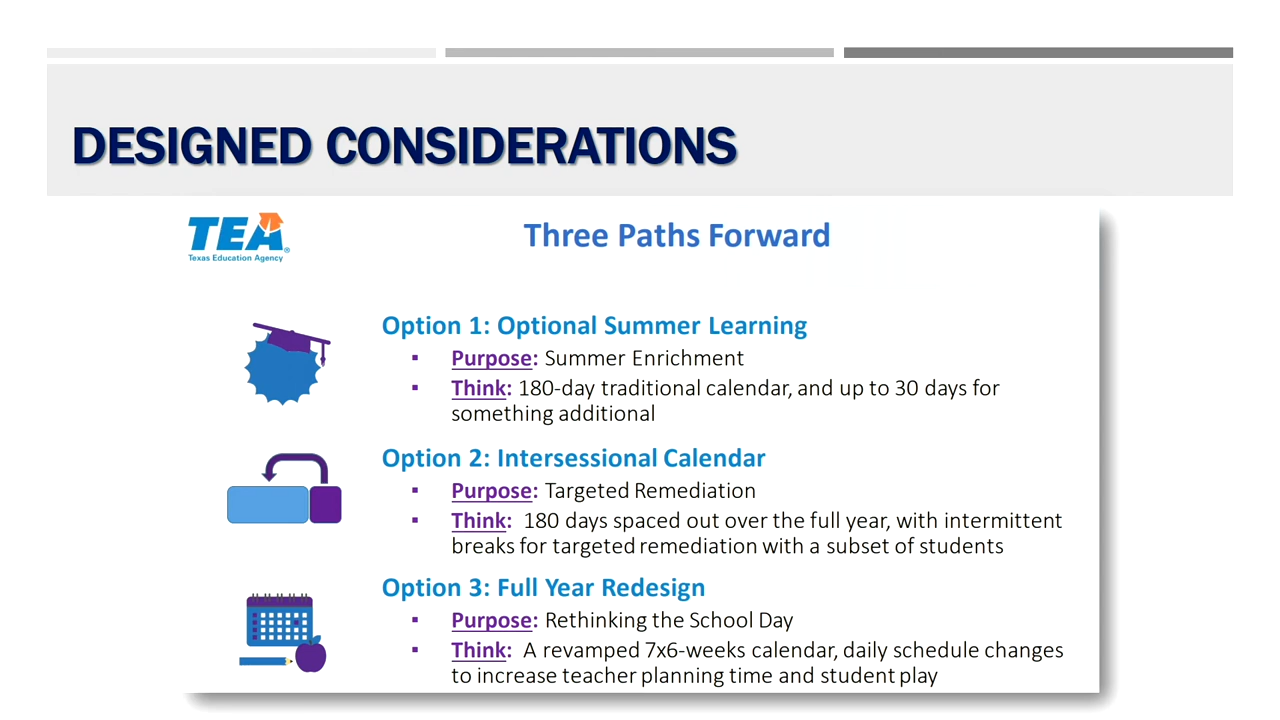 DESIGNED CONSIDERATIONS
TEA®
Texas Education Agency
Three Paths Forward
Option 1: Optional Summer Learning
▪ Purpose: Summer Enrichment
▪ Think: 180-day traditional calendar, and up to 30 days for
something additional
Option 2: Intersessional Calendar
▪ Purpose: Targeted Remediation
▪ Think: 180 days spaced out over the full year, with intermittent
breaks for targeted remediation with a subset of students
Option 3: Full Year Redesign
▪ Purpose: Rethinking the School Day
▪ Think: A revamped 7x6-weeks calendar, daily schedule changes
to increase teacher planning time and student play